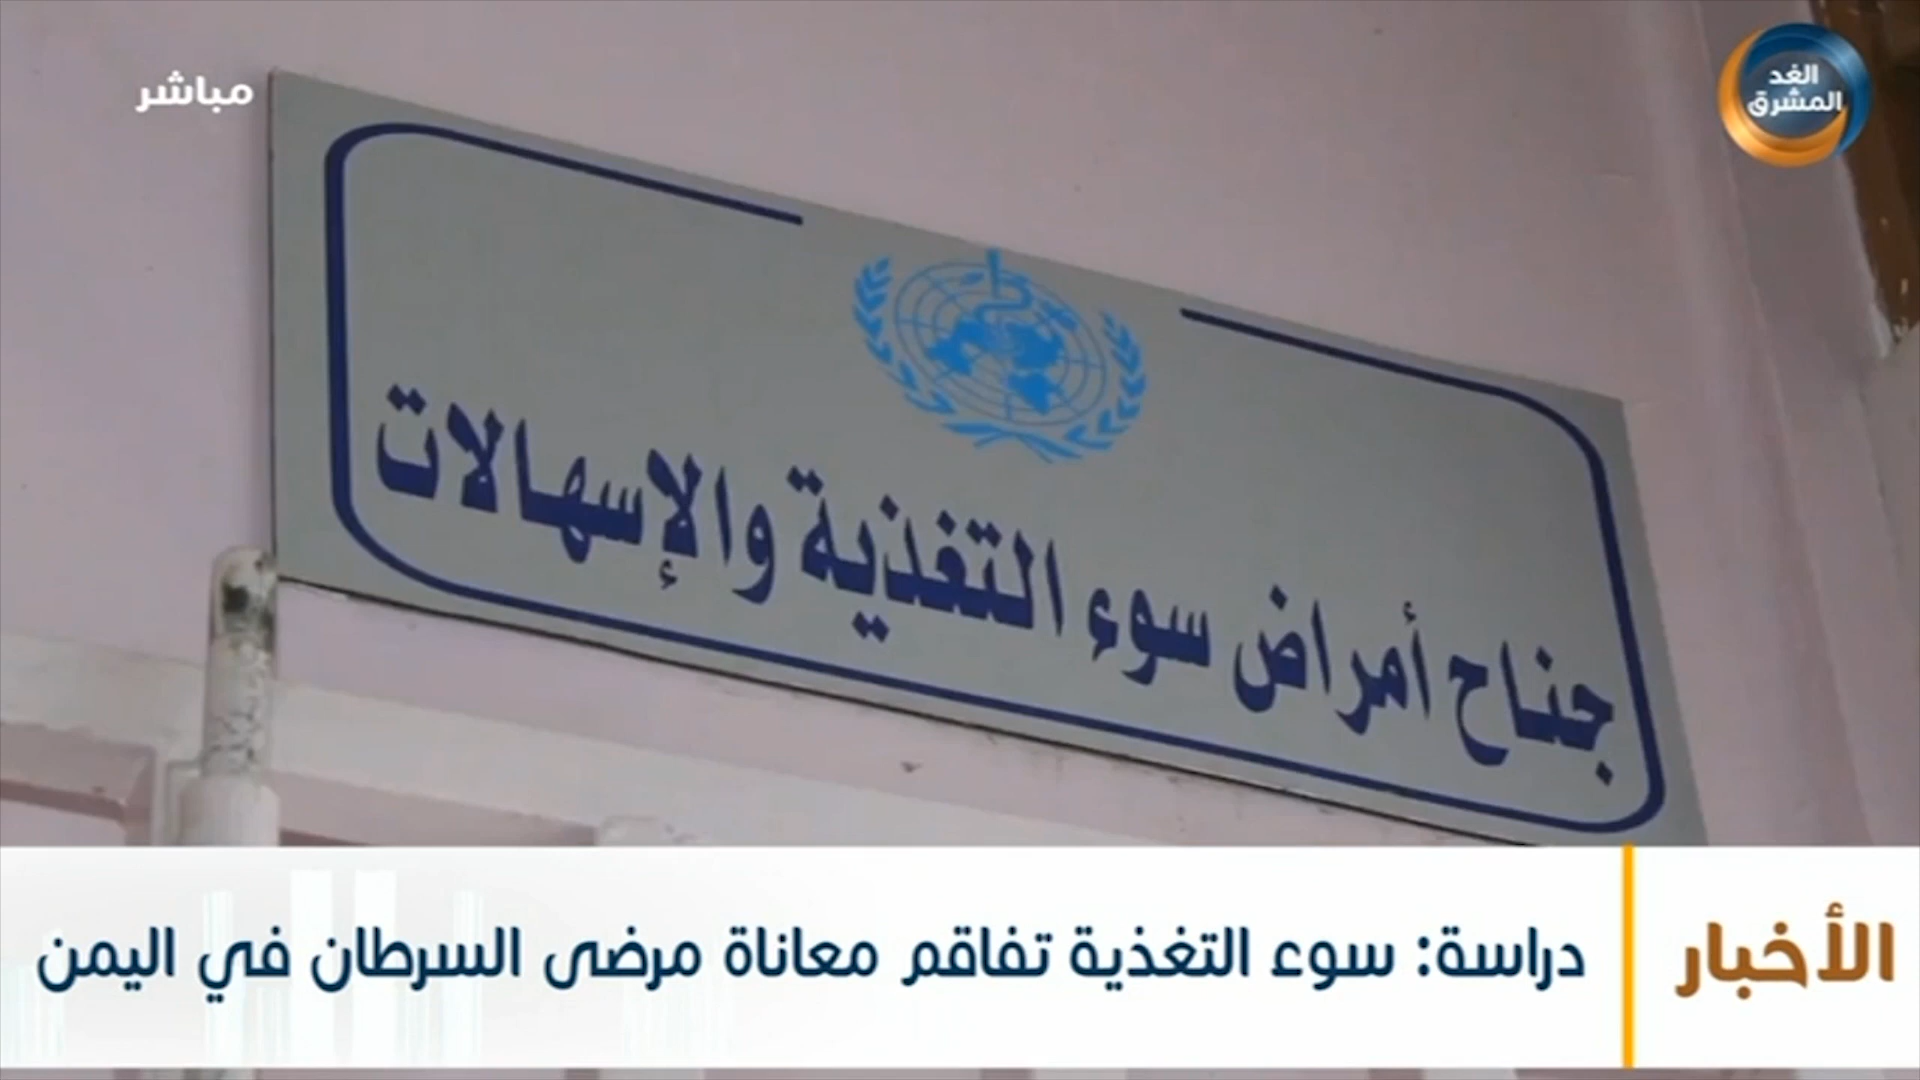 مباشر
الغد
المشرق
جناح أمراض سوء التغذية والإسهالات
الأخبار
دراسة: سوء التغذية تفاقم معاناة مرضى السرطان في اليمن